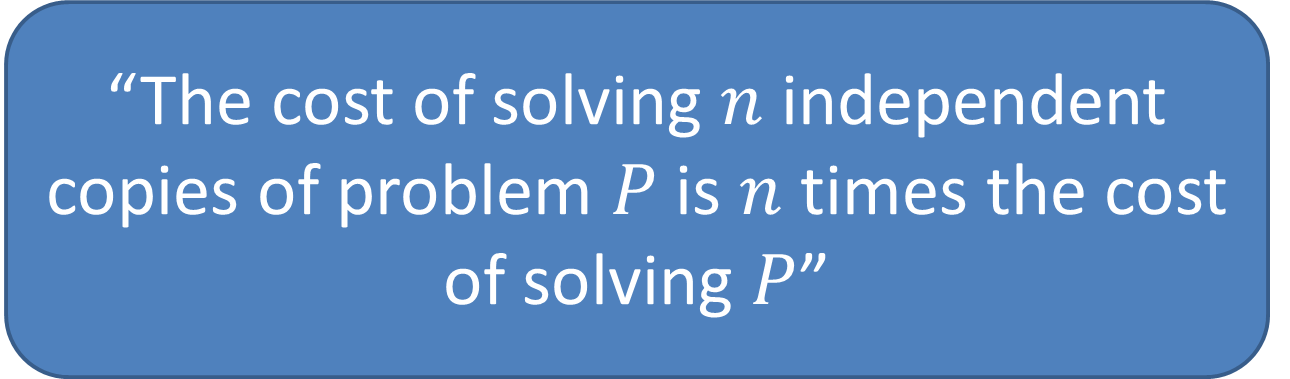 “The cost of solving n independent
copies of problem P is n times the cost
of solving P”